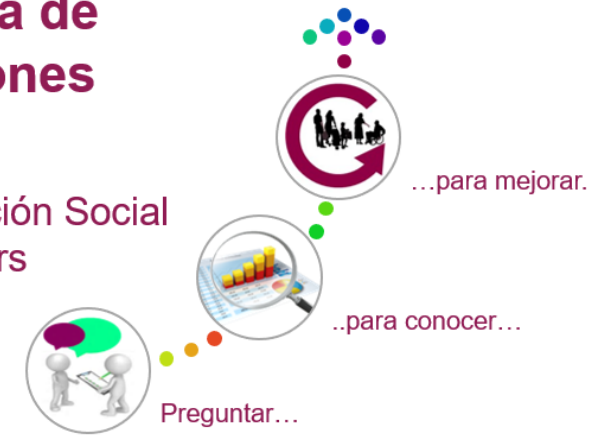 a de
ones
…para mejorar.
ción Social
rs
..para conocer…
Preguntar…